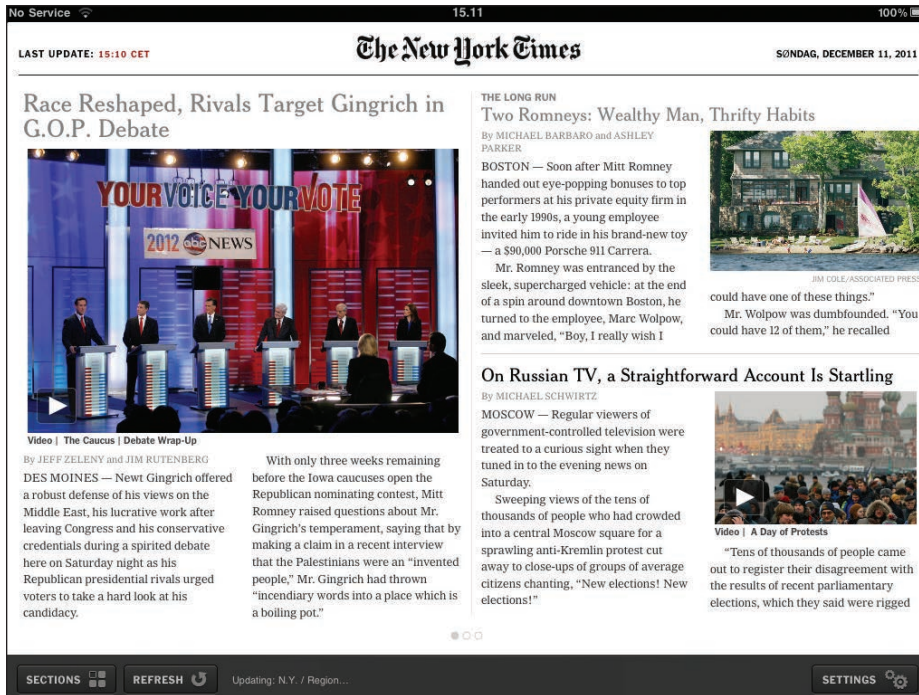 No Service
15.11
100%
LAST UPDATE: 15:10 CET
The New York Times
SØNDAG, DECEMBER 11, 2011
Race Reshaped, Rivals Target Gingrich in
G.O.P. Debate
YOUR VOICE YOUR VOTE
2012 abc NEWS
Video | The Caucus | Debate Wrap-Up
By JEFF ZELENY and JIM RUTENBERG
DES MOINES — Newt Gingrich offered
a robust defense of his views on the
Middle East, his lucrative work after
leaving Congress and his conservative
credentials during a spirited debate
here on Saturday night as his
Republican presidential rivals urged
voters to take a hard look at his
candidacy.
With only three weeks remaining
before the Iowa caucuses open the
Republican nominating contest, Mitt
Romney raised questions about Mr.
Gingrich's temperament, saying that by
making a claim in a recent interview
that the Palestinians were an “invented
people,” Mr. Gingrich had thrown
“incendiary words into a place which is
a boiling pot.”
THE LONG RUN
Two Romneys: Wealthy Man, Thrifty Habits
By MICHAEL BARBARO and ASHLEY
PARKER
BOSTON — Soon after Mitt Romney
handed out eye-popping bonuses to top
performers at his private equity firm in
the early 1990s, a young employee
invited him to ride in his brand-new toy
— a $90,000 Porsche 911 Carrera.
Mr. Romney was entranced by the
sleek, supercharged vehicle: at the end
of a spin around downtown Boston, he
turned to the employee, Marc Wolpow,
and marveled, “Boy, I really wish I
JIM COLE/ASSOCIATED PRESS
could have one of these things.”
Mr. Wolpow was dumbfounded. “You
could have 12 of them,” he recalled
On Russian TV, a Straightforward Account Is Startling
By MICHAEL SCHWIRTZ
MOSCOW — Regular viewers of
government-controlled television were
treated to a curious sight when they
tuned in to the evening news on
Saturday.
Sweeping views of the tens of
thousands of people who had crowded
into a central Moscow square for a
sprawling anti-Kremlin protest cut
away to close-ups of groups of average
citizens chanting, “New elections! New
elections!”
Video | A Day of Protests
“Tens of thousands of people came
out to register their disagreement with
the results of recent parliamentary
elections, which they said were rigged
SECTIONS
REFRESH
Updating: N.Y. / Region...
SETTINGS